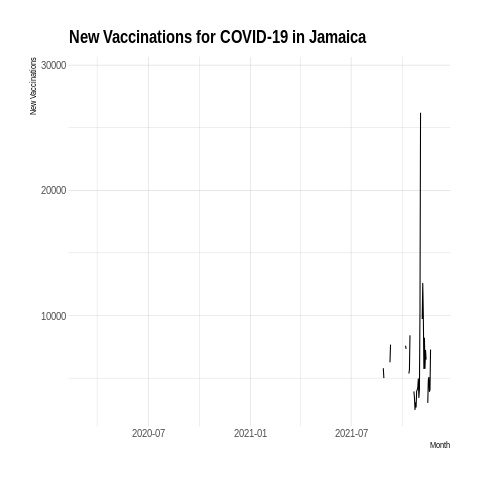 New Vaccinations for COVID-19 in Jamaica
New Vaccinations
30000
20000
10000
2020-07
2021-01
2021-07
Month